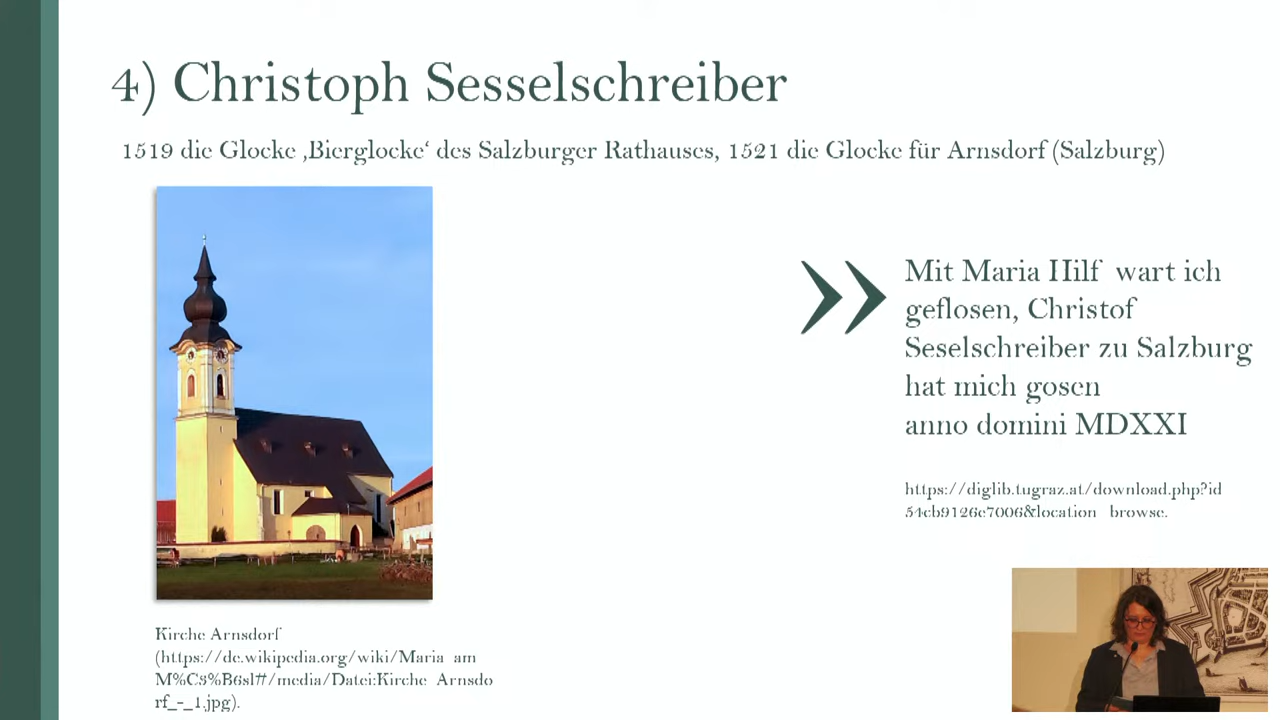 4) Christoph Sesselschreiber
1519 die Glocke ‚Bierglocke‘ des Salzburger Rathauses, 1521 die Glocke für Arnsdorf (Salzburg)
Mit Maria Hilf wart ich
geflosen, Christof
Seselschreiber zu Salzburg
hat mich gosen
anno domini MDXXI
https://diglib.tugraz.at/download.php?id
54cb9126e7006&location browse.
Kirche Arnsdorf
(https://de.wikipedia.org/wiki/Maria am
M%C3%B6sl#/media/Datei:Kirche Arnsdo
rf_-_1.jpg).